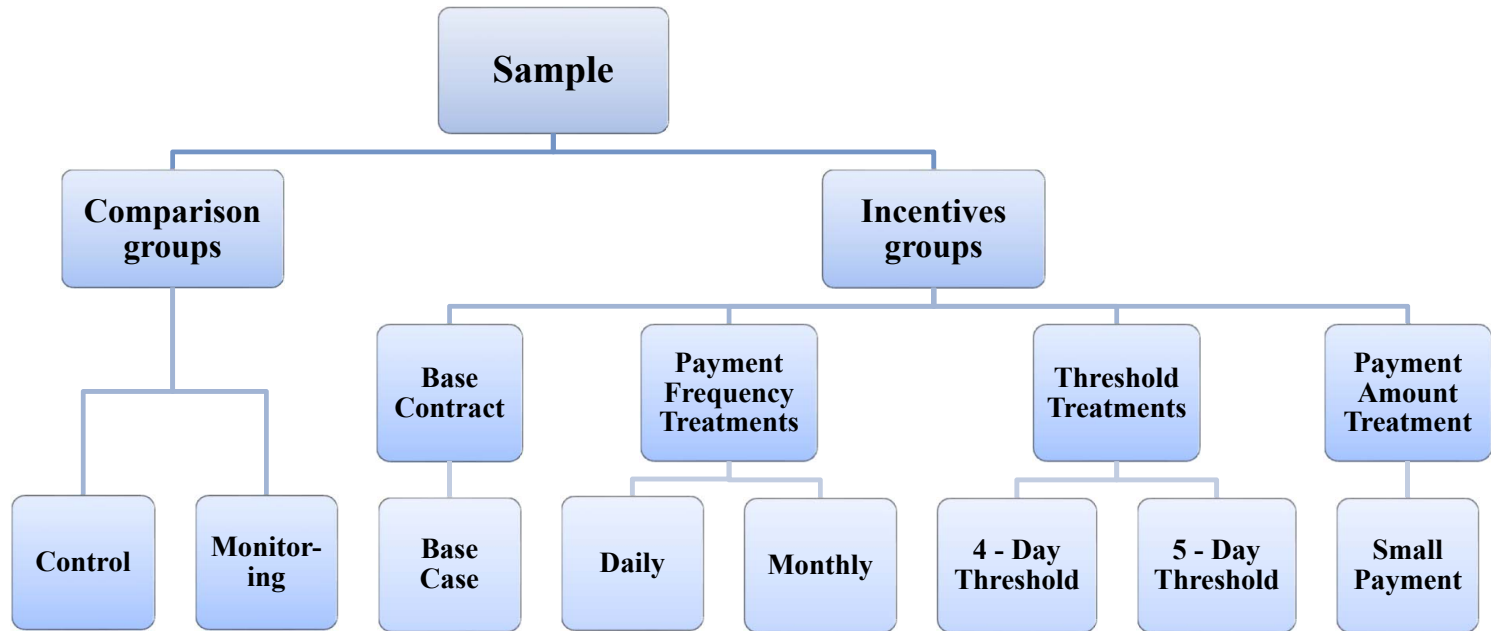 Sample
Comparison
groups
Incentives
groups
Base
Contract
Payment
Frequency
Treatments
Threshold
Treatments
Payment
Amount
Treatment
Control
Monitor-
ing
Base
Case
Daily
Monthly
4 - Day
Threshold
5 - Day
Threshold
Small
Payment